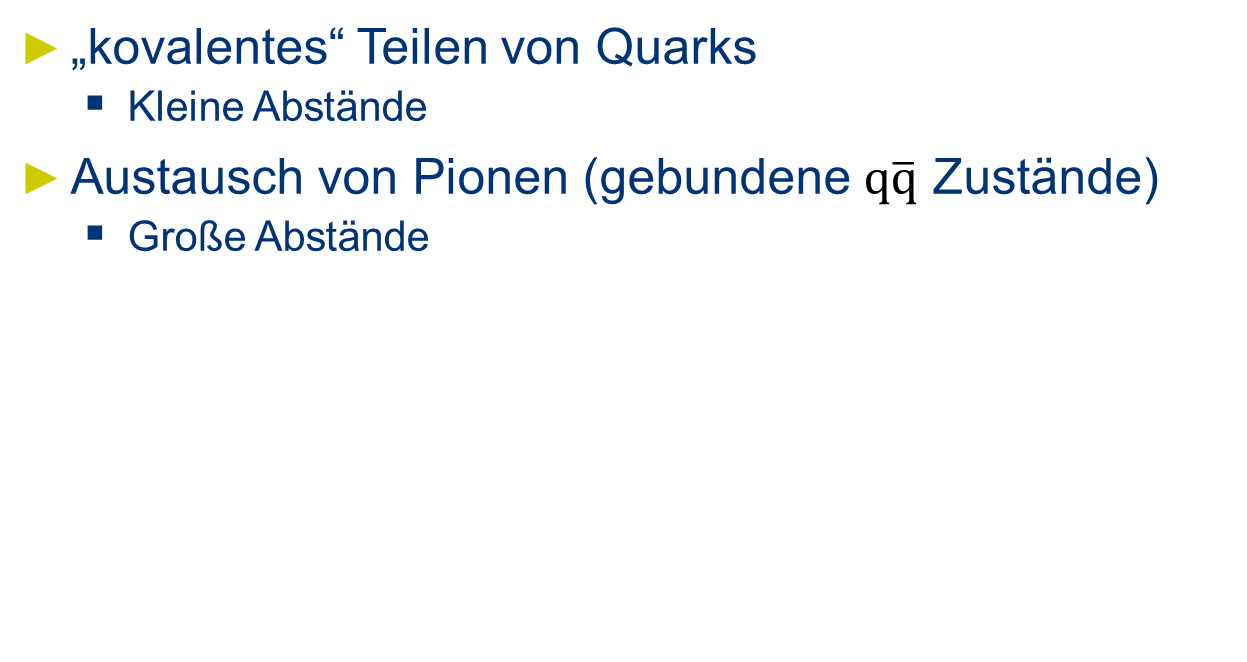 ► „kovalentes“ Teilen von Quarks
▪ Kleine Abstände
► Austausch von Pionen (gebundene qq̅ Zustände)
▪ Große Abstände